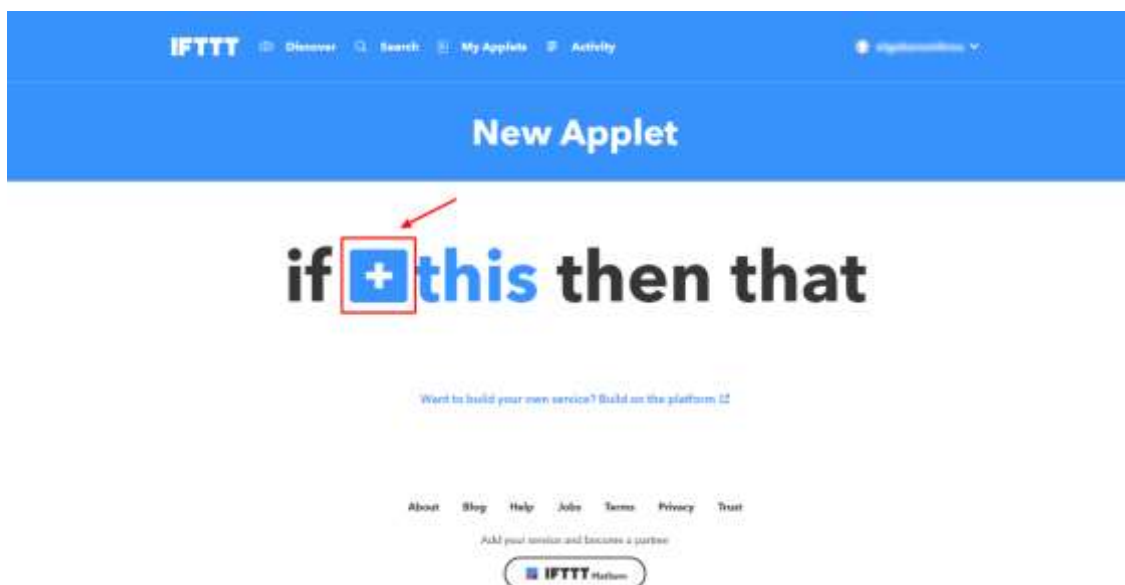 IFTTT Discover Search My Applets Activity
New Applet
if + this then that
Want to build your own service? Build on the platform
About Blog Help Jobs Terms Privacy Trust
Add your service and become a partner
IFTTT Platform